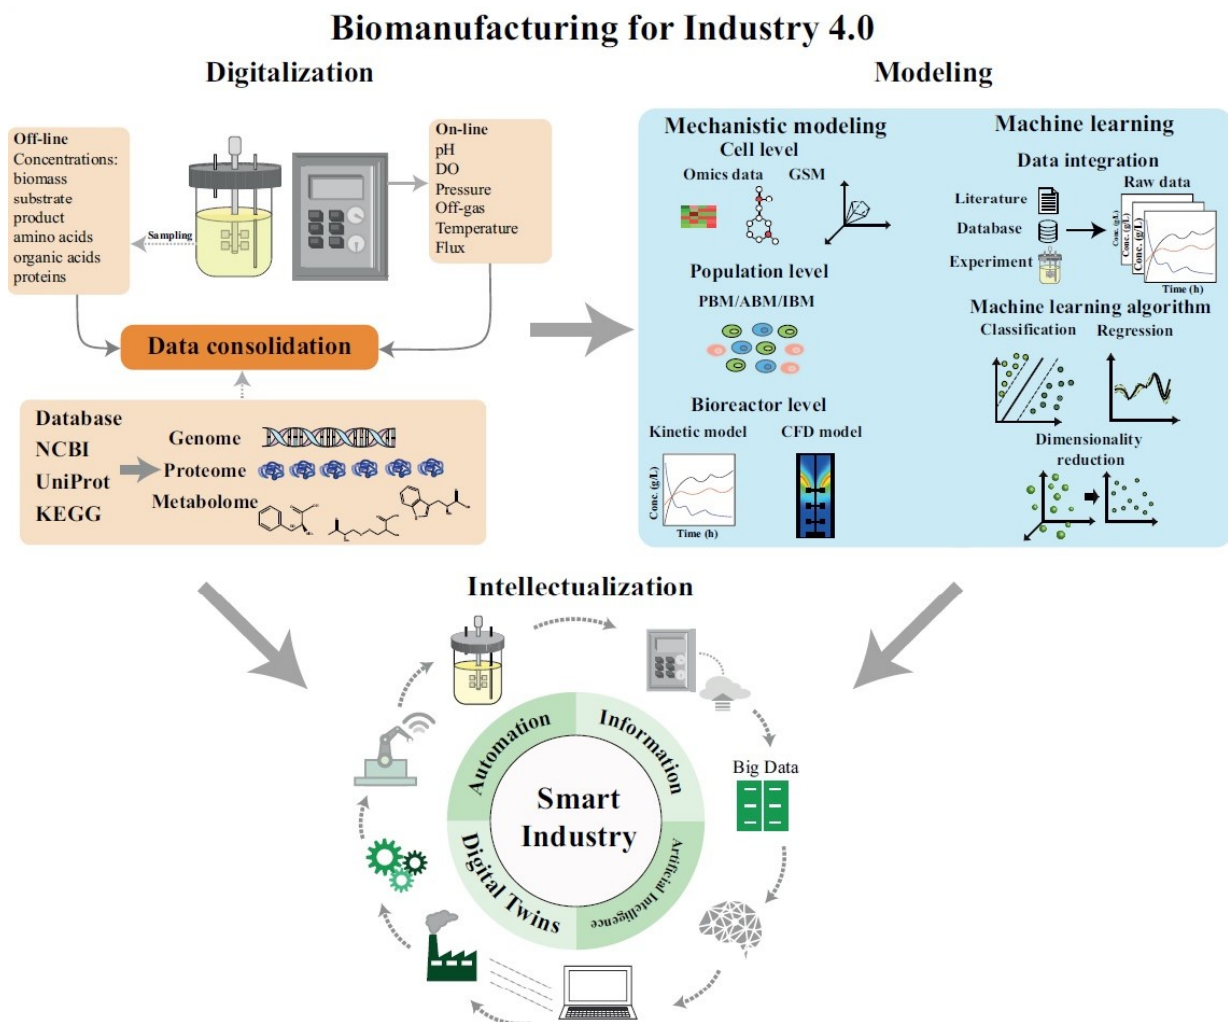 Biomanufacturing for Industry 4.0
Digitalization
Off-line
Concentrations:
biomass
substrate
product
amino acids
organic acids
proteins
Sampling
On-line
pH
DO
Pressure
Off-gas
Temperature
Flux
Data consolidation
Database
NCBI
UniProt
KEGG
Genome
Proteome
Metabolome
Modeling
Mechanistic modeling
Cell level
Omics data
GSM
Population level
PBM/ABM/IBM
Bioreactor level
Kinetic model
CFD model
Conc. (g/L)
Time (h)
Machine learning
Data integration
Literature
Database
Experiment
Raw data
Conc. (g/L)
Conc. (g/L)
Conc. (g/L)
Time (h)
Machine learning algorithm
Classification
Regression
Dimensionality
reduction
Intellectualization
Automation
Information
Big Data
Smart
Industry
Digital Twins
Artificial Intelligence